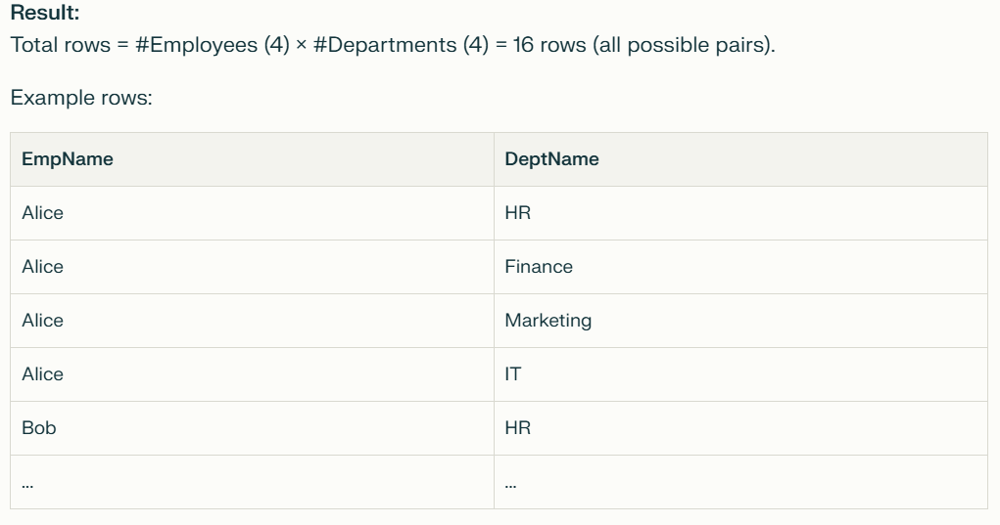 Result:
Total rows = #Employees (4) × #Departments (4) = 16 rows (all possible pairs).
Example rows:
EmpName DeptName
Alice HR
Alice Finance
Alice Marketing
Alice IT
Bob HR
... ...